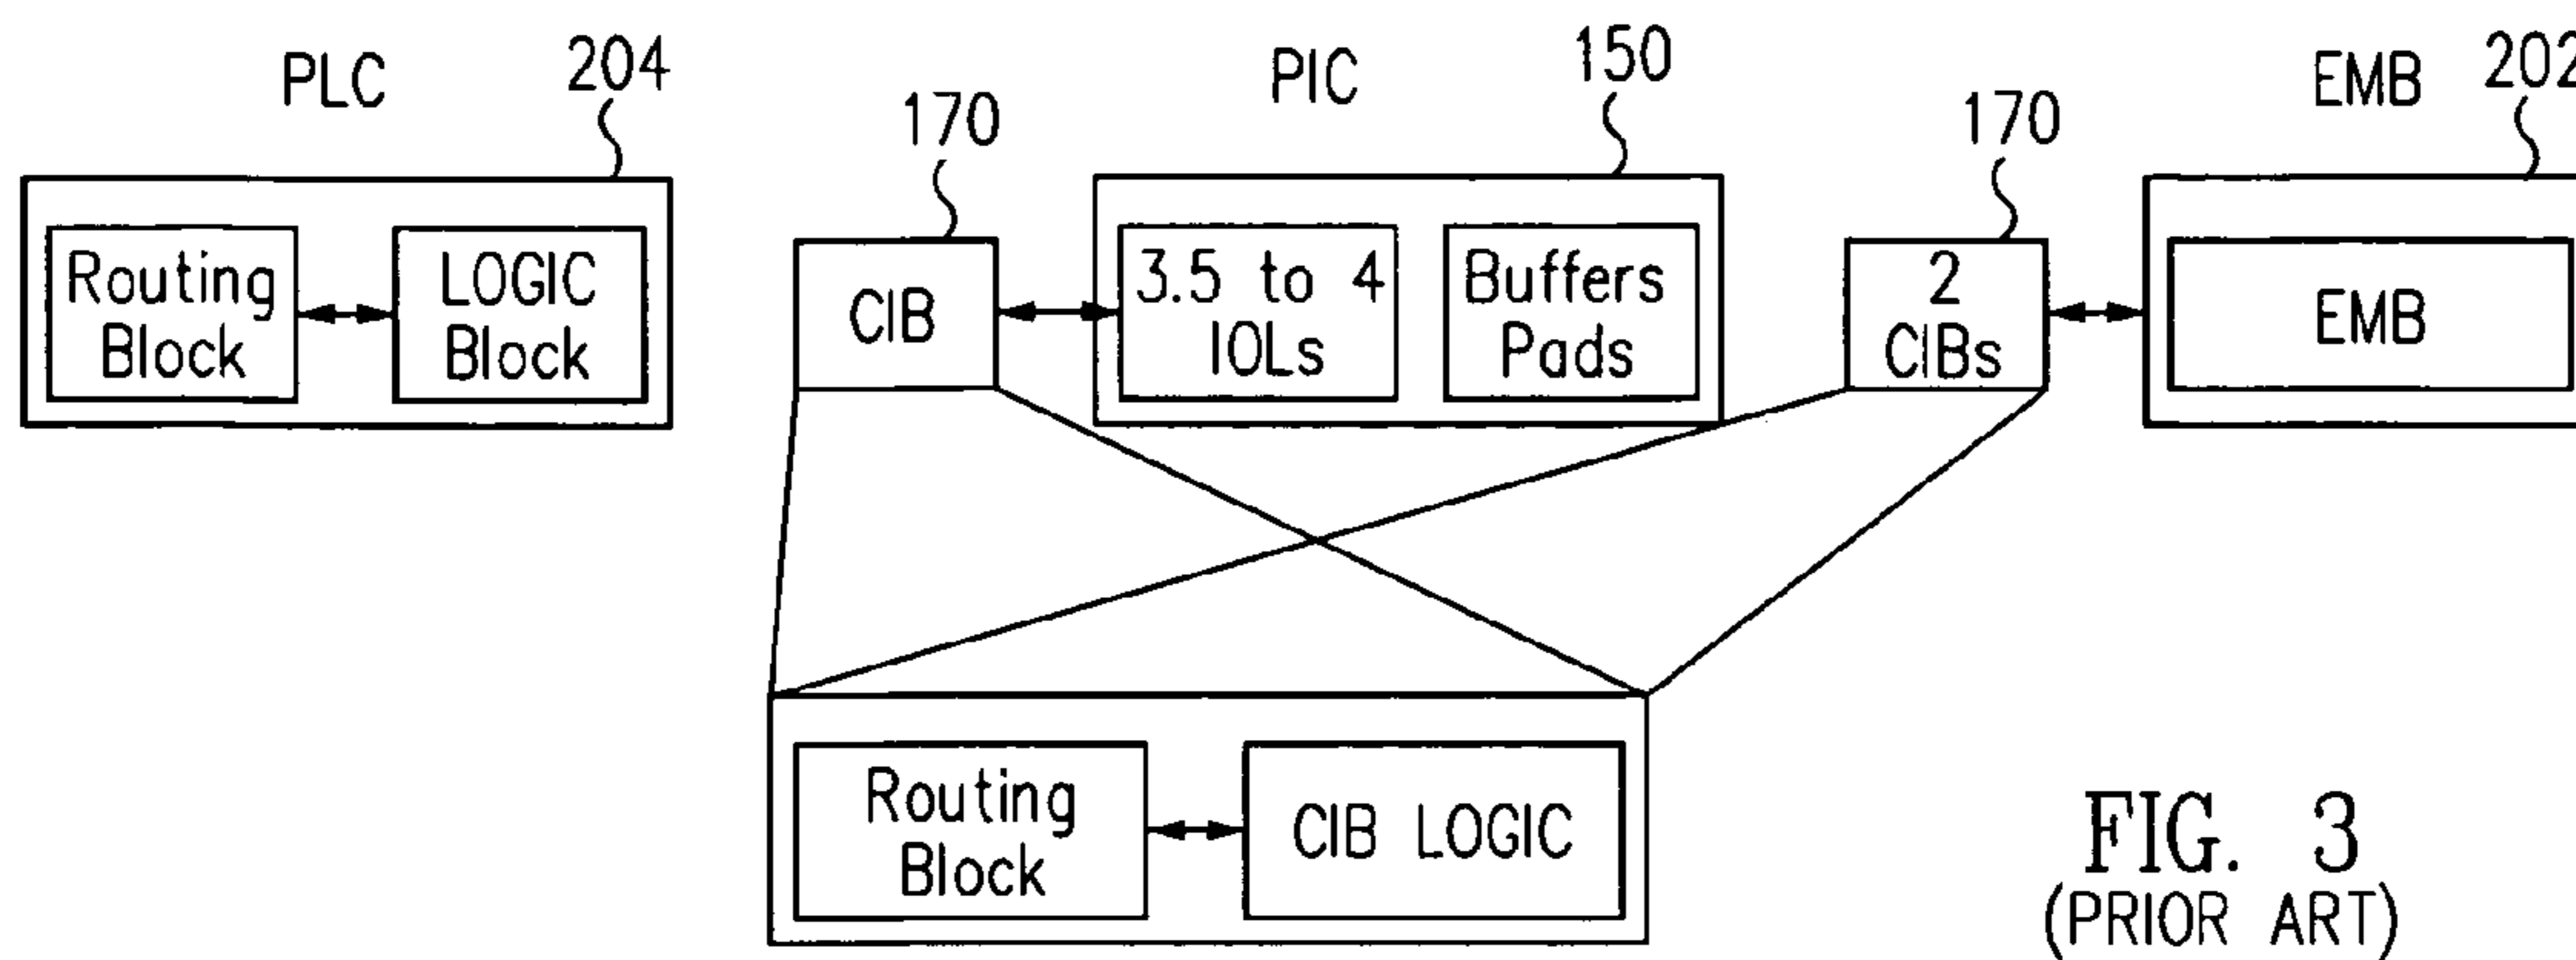 PLC
204
170
PIC
150
170
EMB
202
Routing
Block
LOGIC
Block
CIB
3.5 to 4
IOLs
Buffers
Pads
2
CIBs
EMB
Routing
Block
CIB LOGIC
FIG. 3
(PRIOR ART)